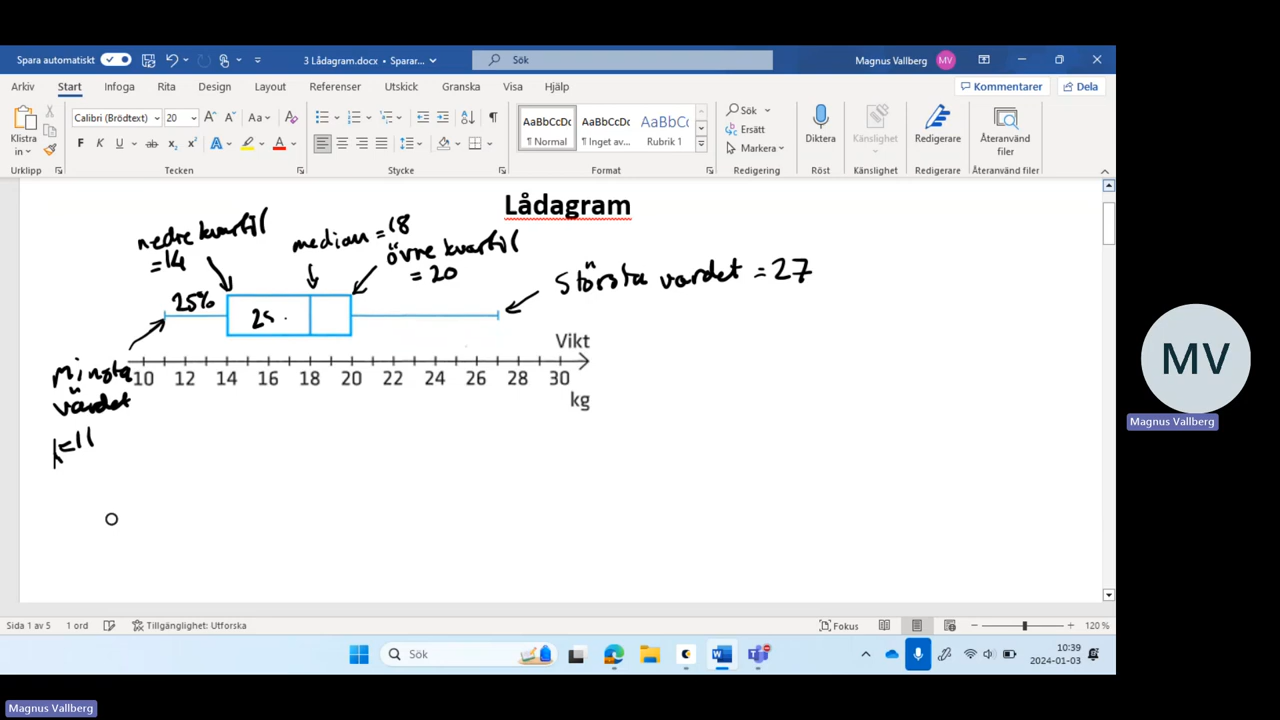 Spara automatiskt
3 Lådagram.docx • Sparar...
Sök
Magnus Vallberg MV
Arkiv Start Infoga Rita Design Layout Referenser Utskick Granska Visa Hjälp
Kommentarer Dela
Klistra in
Urklipp
Calibri (Brödtext) 20
F K U
Tecken
Stycke
AaBbCcDc AaBbCcDc AaBbCc
Normal Inget av... Rubrik 1
Format
Sök
Ersätt
Markera
Redigering
Diktera
Röst
Känslighet
Känslighet
Redigerare
Redigerare
Återanvänd filer
Återanvänd filer
Lådagram
nedre kvartil
=14
median =18
övre kvartil
= 20
Största värdet = 27
25%
25
Minsta
värdet
=11
Vikt
10 12 14 16 18 20 22 24 26 28 30
kg
MV
Magnus Vallberg
Sida 1 av 5 1 ord Tillgänglighet: Utforska
Fokus
120 %
Sök
10:39
2024-01-03
Magnus Vallberg